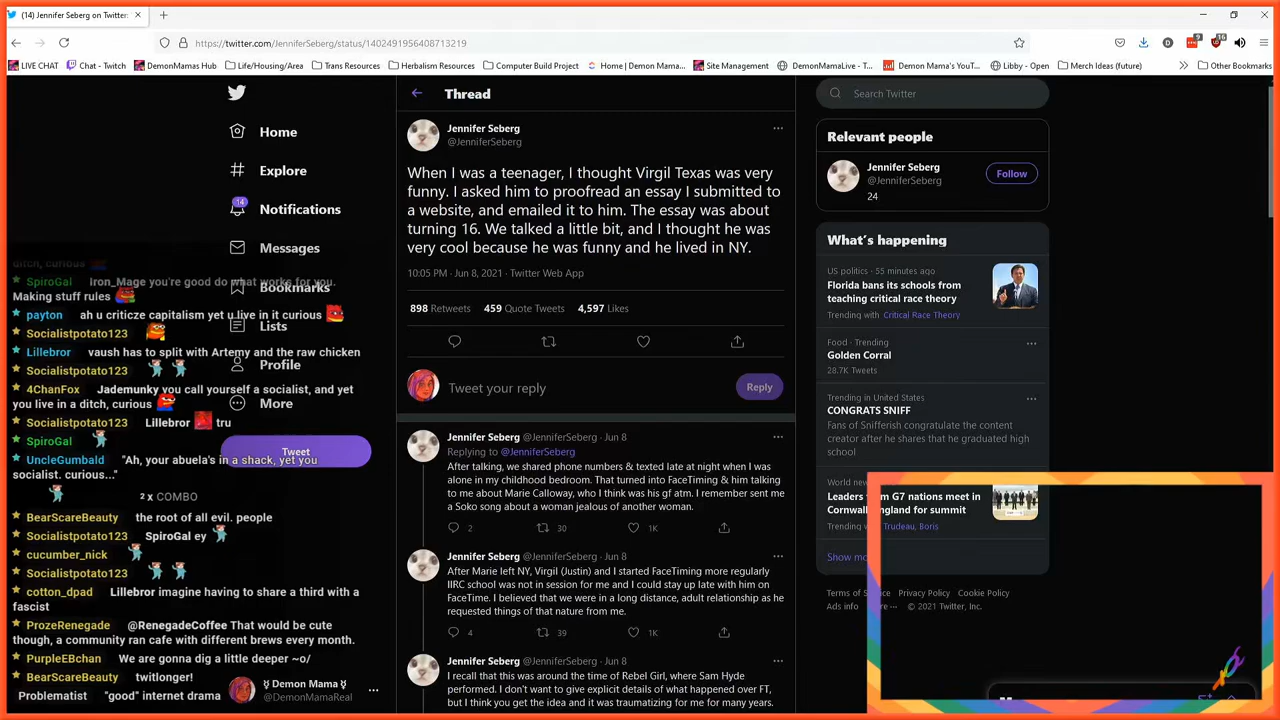 (14) Jennifer Seberg on Twitter:
https://twitter.com/JenniferSeberg/status/1402491956408713219
LIVE CHAT Chat - Twitch DemonMamas Hub Life/Housing/Area Trans Resources Herbalism Resources Computer Build Project Home | Demon Mama... Site Management DemonMamaLive - T... Demon Mama's YouT... Libby - Open Merch Ideas (future) Other Bookmarks
Home
Explore
14
Notifications
Messages
Bookmarks
Lists
Profile
More
Tweet
☿ Demon Mama ☿
@DemonMamaReal
ditch, curious
SpiroGal Iron_Mage you're good do what works for you.
Making stuff rules
payton ah u criticze capitalism yet u live in it curious
Socialistpotato123
Lillebror vaush has to split with Artemy and the raw chicken
Socialistpotato123
4ChanFox Jademunky you call yourself a socialist, and yet
you live in a ditch, curious
Socialistpotato123 Lillebror tru
SpiroGal
UncleGumbald "Ah, your abuela's in a shack, yet you
socialist. curious..."
2 x COMBO
BearScareBeauty the root of all evil. people
Socialistpotato123 SpiroGal ey
cucumber_nick
Socialistpotato123
cotton_dpad Lillebror imagine having to share a third with a
fascist
ProzeRenegade @RenegadeCoffee That would be cute
though, a community ran cafe with different brews every month.
PurpleEBchan We are gonna dig a little deeper ~o/
BearScareBeauty twitlonger!
Problematist "good" internet drama
Thread
Jennifer Seberg
@JenniferSeberg
When I was a teenager, I thought Virgil Texas was very
funny. I asked him to proofread an essay I submitted to
a website, and emailed it to him. The essay was about
turning 16. We talked a little bit, and I thought he was
very cool because he was funny and he lived in NY.
10:05 PM · Jun 8, 2021 · Twitter Web App
898 Retweets 459 Quote Tweets 4,597 Likes
Tweet your reply
Reply
Jennifer Seberg @JenniferSeberg · Jun 8
Replying to @JenniferSeberg
After talking, we shared phone numbers & texted late at night when I was
alone in my childhood bedroom. That turned into FaceTiming & him talking
to me about Marie Calloway, who I think was his gf atm. I remember sent me
a Soko song about a woman jealous of another woman.
2 30 1K
Jennifer Seberg @JenniferSeberg · Jun 8
After Marie left NY, Virgil (Justin) and I started FaceTiming more regularly
IIRC school was not in session for me and I could stay up late with him on
FaceTime. I believed that we were in a long distance, adult relationship as he
requested things of that nature from me.
4 39 1K
Jennifer Seberg @JenniferSeberg · Jun 8
I recall that this was around the time of Rebel Girl, where Sam Hyde
performed. I don't want to give explicit details of what happened over FT,
but I think you get the idea and it was traumatizing for me for many years.
Search Twitter
Relevant people
Jennifer Seberg
@JenniferSeberg
Follow
24
What's happening
US politics · 55 minutes ago
Florida bans its schools from
teaching critical race theory
Trending with Critical Race Theory
Food · Trending
Golden Corral
28.7K Tweets
Trending in United States
CONGRATS SNIFF
Fans of Snifferish congratulate the content
creator after he shares that he graduated high
school
World new
Leaders from G7 nations meet in
Cornwall England for summit
Trending Trudeau, Boris
Show mo
Terms of Se Privacy Policy Cookie Policy
Ads info re ··· © 2021 Twitter, Inc.